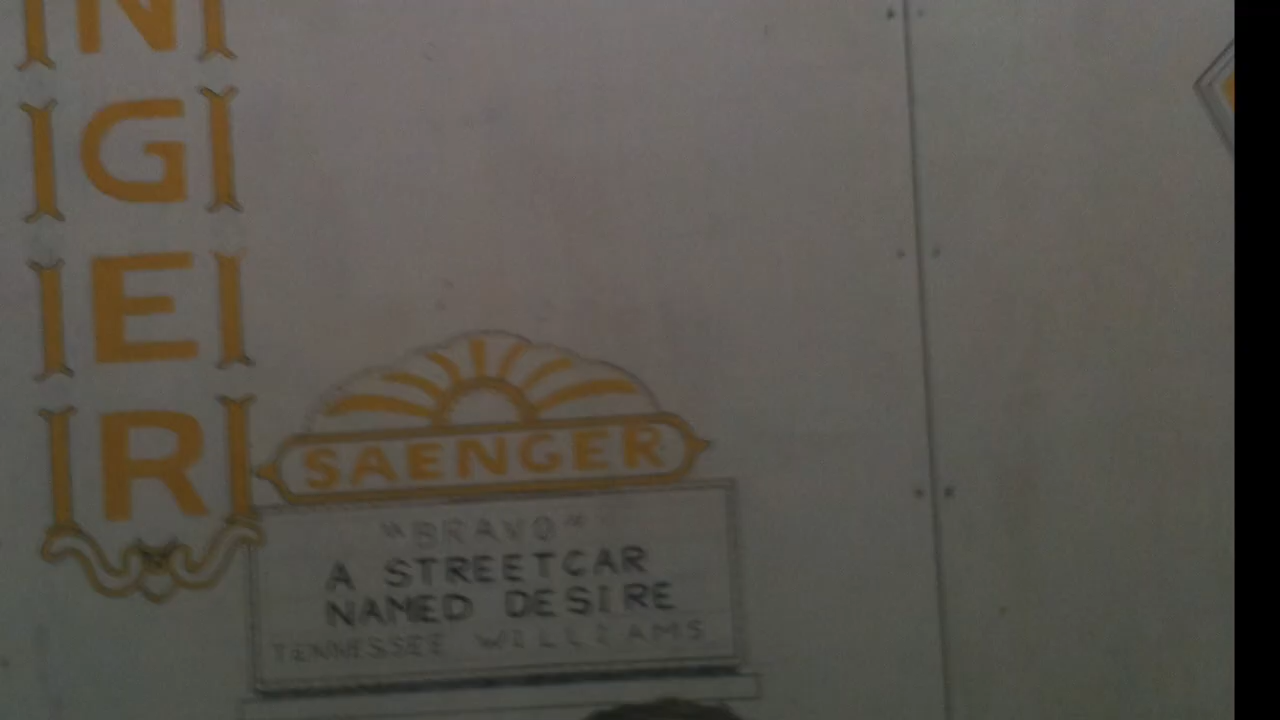 N
G
E
R
SAENGER
"BRAVO"
A STREETCAR
NAMED DESIRE
TENNESSEE WILLIAMS